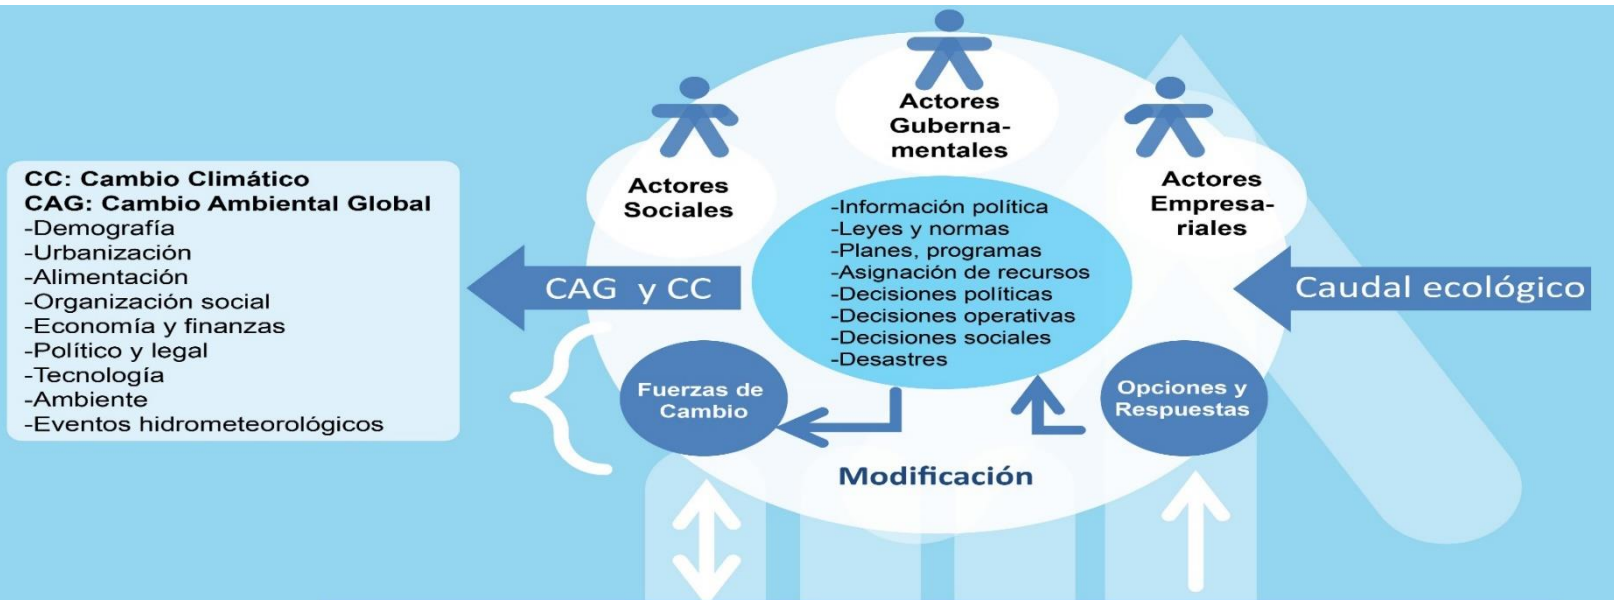 CC: Cambio Climático
CAG: Cambio Ambiental Global
-Demografía
-Urbanización
-Alimentación
-Organización social
-Economía y finanzas
-Político y legal
-Tecnología
-Ambiente
-Eventos hidrometeorológicos
Actores
Sociales
Actores
Guberna-
mentales
Actores
Empresa-
riales
-Información política
-Leyes y normas
-Planes, programas
-Asignación de recursos
-Decisiones políticas
-Decisiones operativas
-Decisiones sociales
-Desastres
CAG y CC
Caudal ecológico
Fuerzas de
Cambio
Opciones y
Respuestas
Modificación